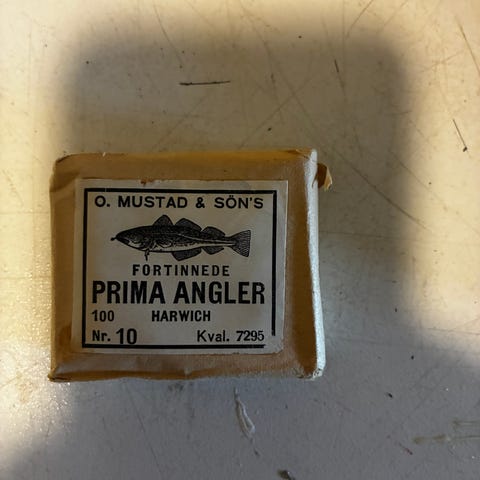 O. MUSTAD & SÖN'S
FORTINNEDE
PRIMA ANGLER
100 HARWICH
Nr. 10 Kval. 7295